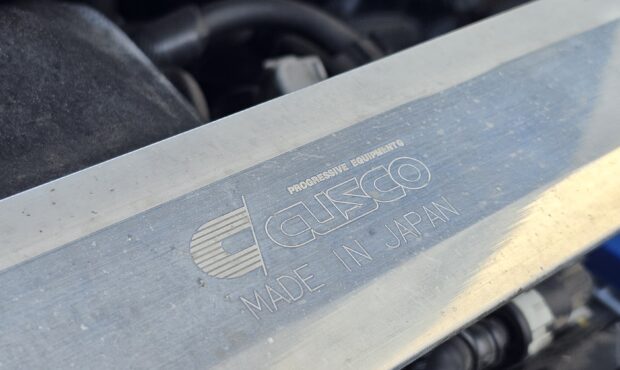 PROGRESSIVE EQUIPMENTS
CUSCO
MADE IN JAPAN